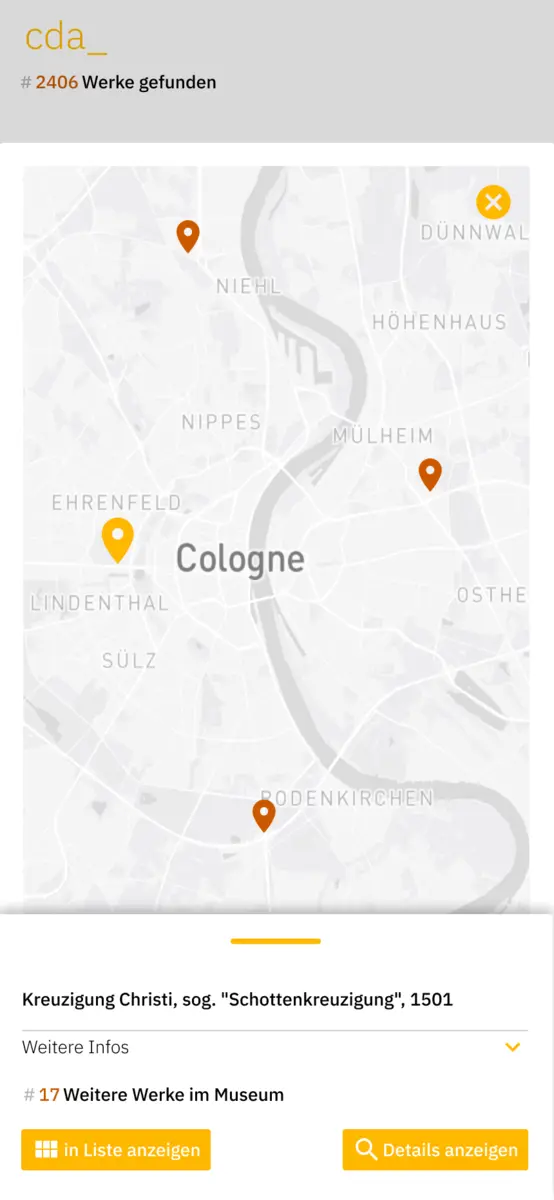 cda_
# 2406 Werke gefunden
DÜNNWAL
NIEHL
HÖHENHAUS
NIPPES
MÜLHEIM
EHRENFELD
Cologne
OSTHE
LINDENTHAL
SÜLZ
RODENKIRCHEN
Kreuzigung Christi, sog. "Schottenkreuzigung", 1501
Weitere Infos
# 17 Weitere Werke im Museum
in Liste anzeigen
Details anzeigen